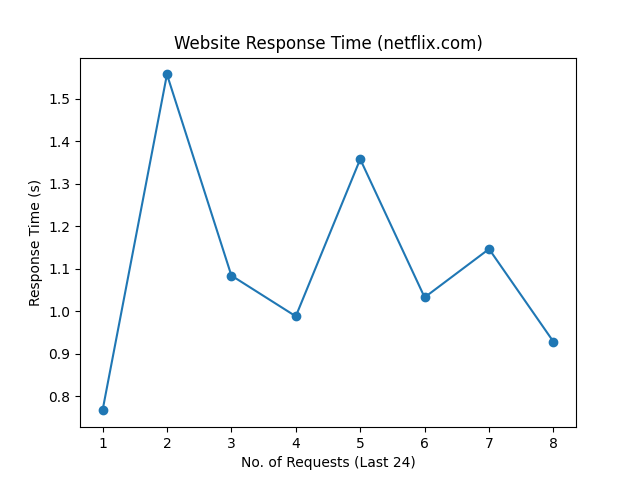 Website Response Time (netflix.com)
Response Time (s)
1.5
1.4
1.3
1.2
1.1
1.0
0.9
0.8
1 2 3 4 5 6 7 8
No. of Requests (Last 24)